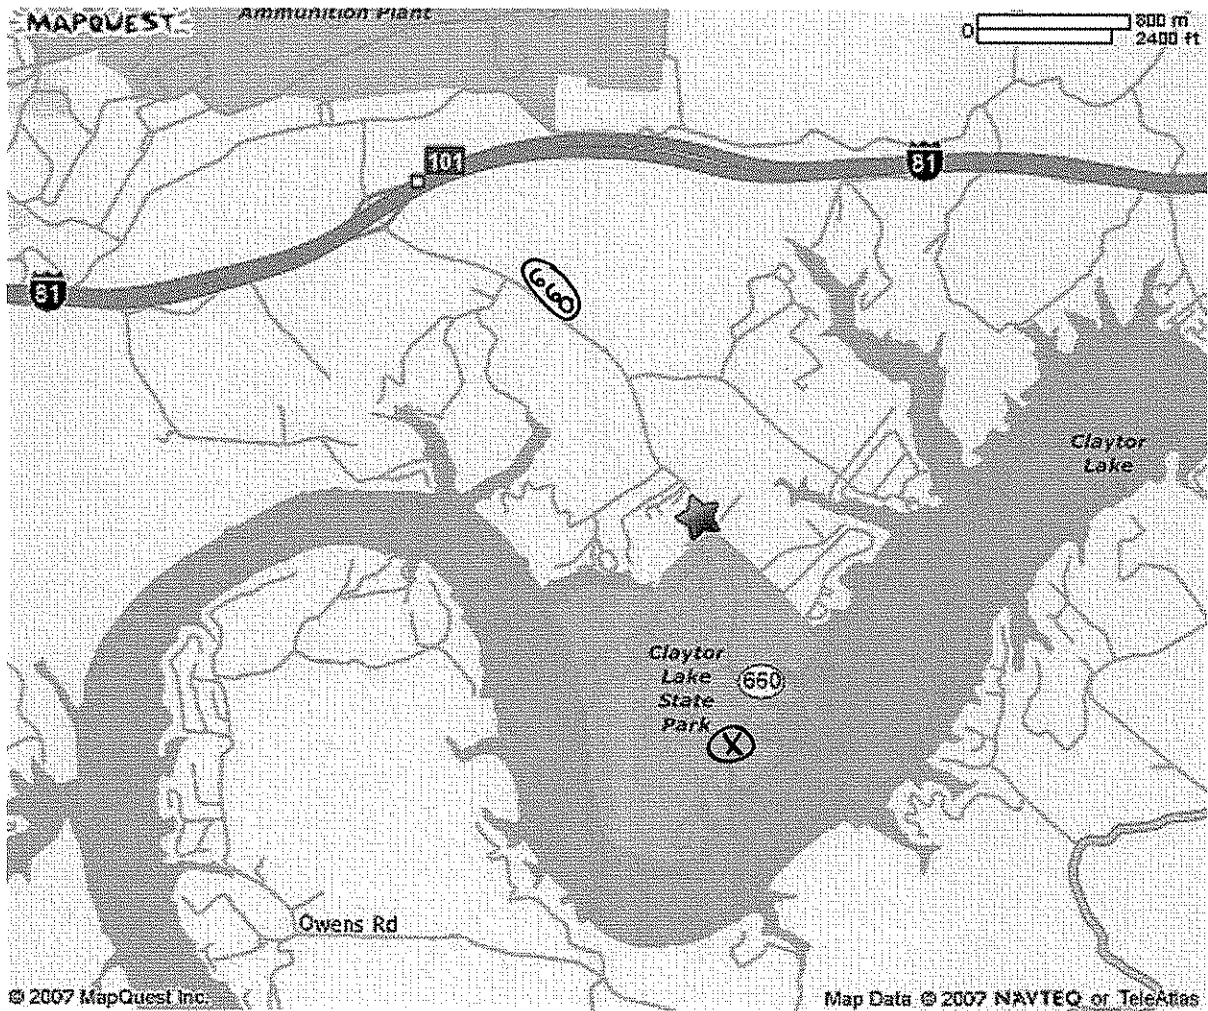 MAPQUEST
Ammunition Plant
0
800 m
2400 ft
101
81
81
660
Claytor
Lake
Claytor
Lake
State
Park
660
X
Owens Rd
© 2007 MapQuest Inc.
Map Data © 2007 NAVTEQ or TeleAtlas